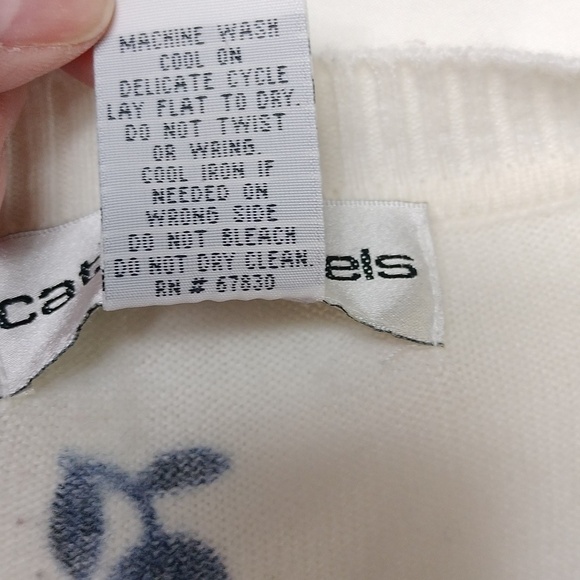 MACHINE WASH
COOL ON
DELICATE CYCLE
LAY FLAT TO DRY.
DO NOT TWIST
OR WRING.
COOL IRON IF
NEEDED ON
WRONG SIDE
DO NOT BLEACH
DO NOT DRY CLEAN.
RN # 67830